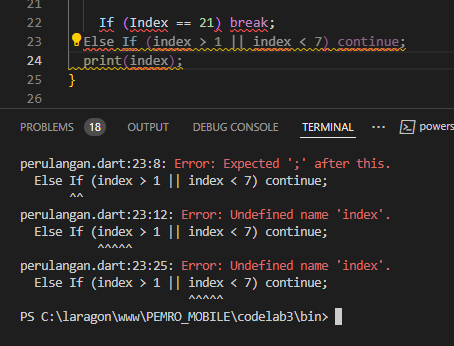 21
22 If (Index == 21) break;
23 Else If (index > 1 || index < 7) continue;
24 print(index);
25 }
26
PROBLEMS 18 OUTPUT DEBUG CONSOLE TERMINAL ··· powers
perulangan.dart:23:8: Error: Expected ';' after this.
Else If (index > 1 || index < 7) continue;
^^
perulangan.dart:23:12: Error: Undefined name 'index'.
Else If (index > 1 || index < 7) continue;
^^^^^
perulangan.dart:23:25: Error: Undefined name 'index'.
Else If (index > 1 || index < 7) continue;
^^^^^
PS C:\laragon\www\PEMRO_MOBILE\codelab3\bin>